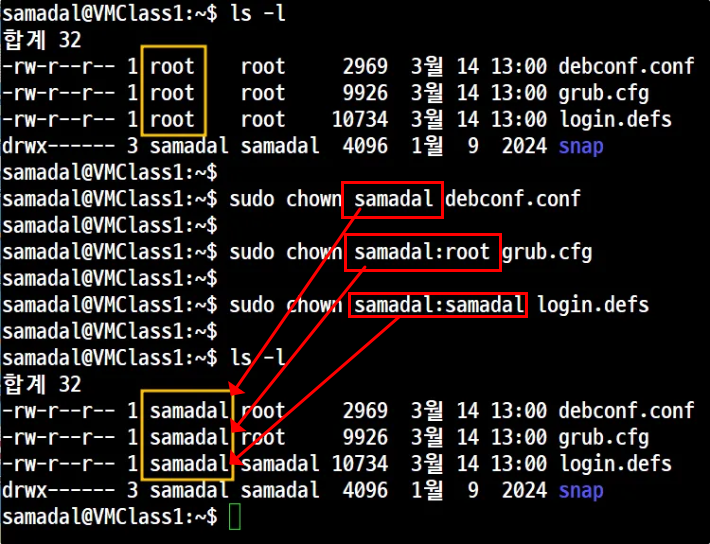 samadal@VMClass1:~$ ls -l
합계 32
-rw-r--r-- 1 root    root     2969  3월 14 13:00 debconf.conf
-rw-r--r-- 1 root    root     9926  3월 14 13:00 grub.cfg
-rw-r--r-- 1 root    root    10734  3월 14 13:00 login.defs
drwx------ 3 samadal samadal  4096  1월  9  2024 snap
samadal@VMClass1:~$
samadal@VMClass1:~$ sudo chown samadal debconf.conf
samadal@VMClass1:~$
samadal@VMClass1:~$ sudo chown samadal:root grub.cfg
samadal@VMClass1:~$
samadal@VMClass1:~$ sudo chown samadal:samadal login.defs
samadal@VMClass1:~$
samadal@VMClass1:~$ ls -l
합계 32
-rw-r--r-- 1 samadal root     2969  3월 14 13:00 debconf.conf
-rw-r--r-- 1 samadal root     9926  3월 14 13:00 grub.cfg
-rw-r--r-- 1 samadal samadal 10734  3월 14 13:00 login.defs
drwx------ 3 samadal samadal  4096  1월  9  2024 snap
samadal@VMClass1:~$